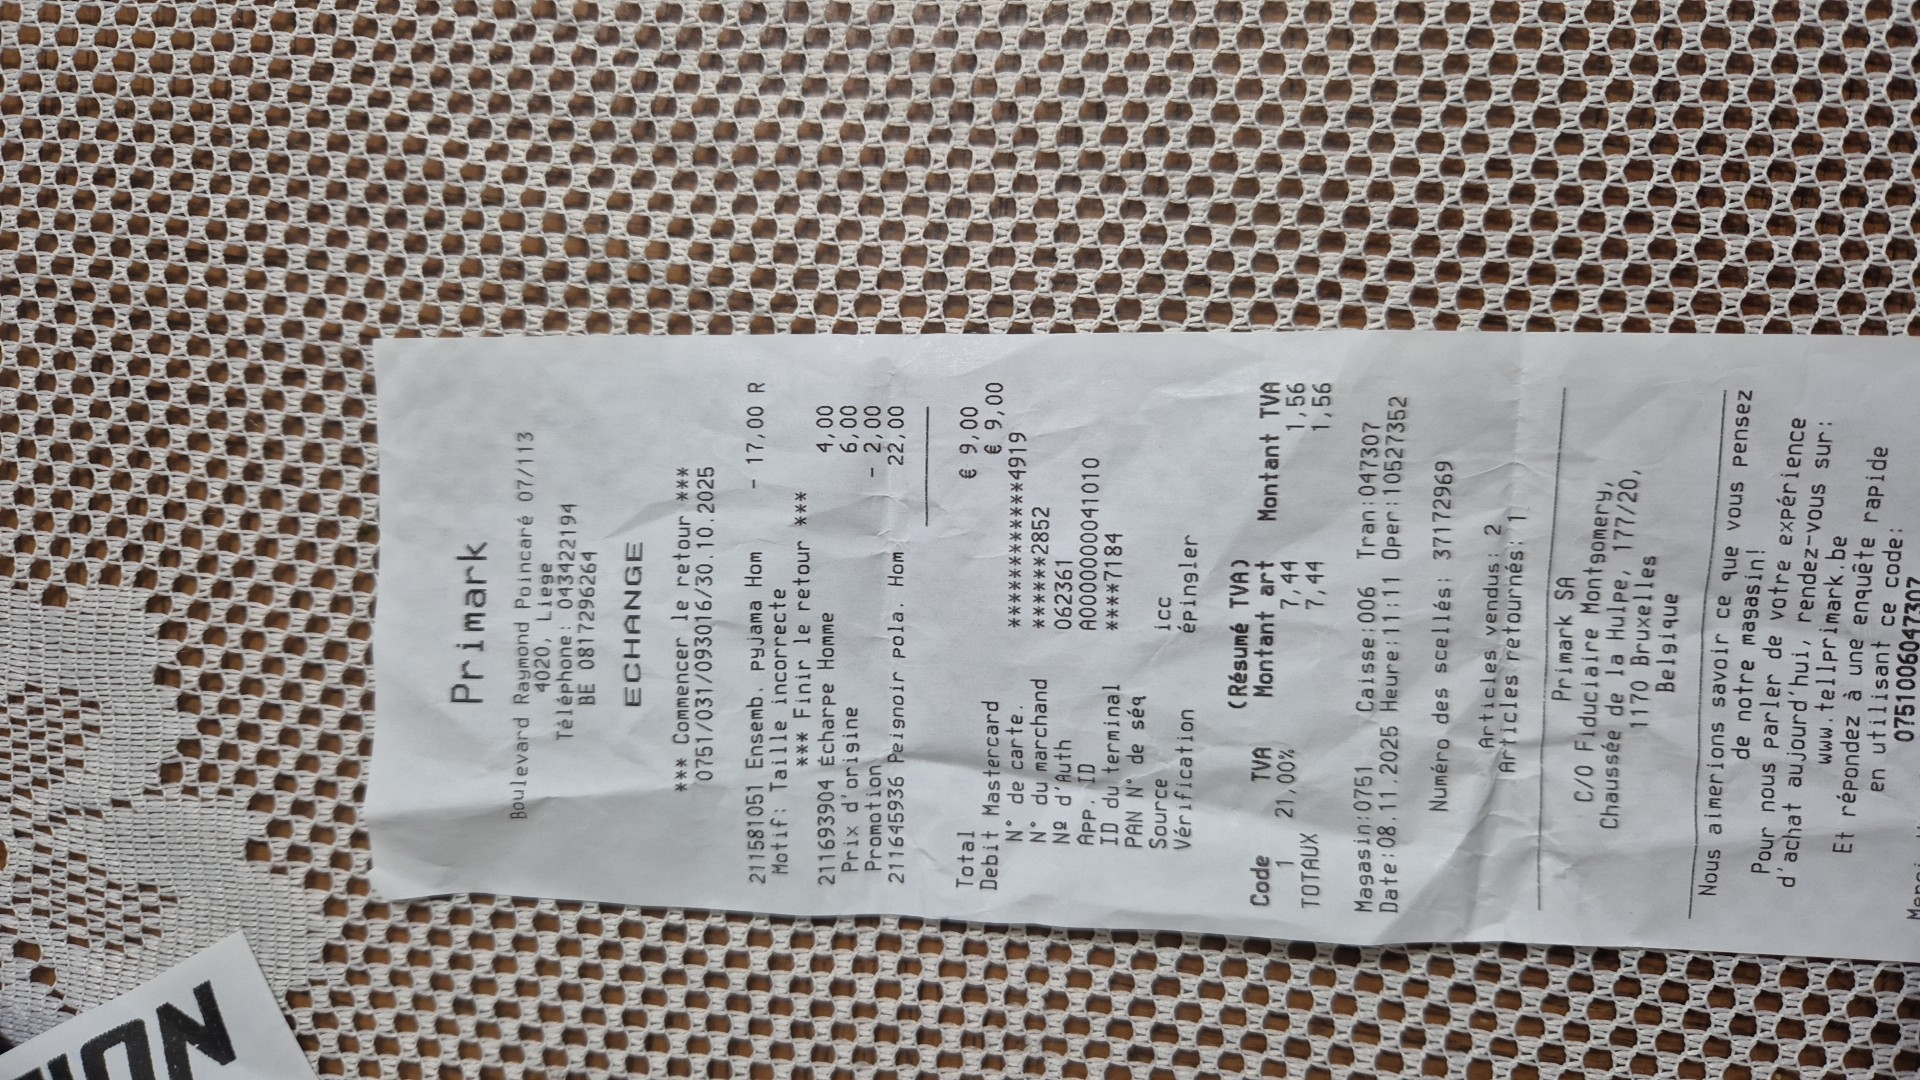 Primark
Boulevard Raymond Poincaré 07/113
4020, Liege
Téléphone: 043422194
BE 0817296264
ECHANGE
*** Commencer le retour ***
0751/031/093016/30.10.2025
211581051 Ensemb. pyjama Hom - 17,00 R
Motif: Taille incorrecte
*** Finir le retour ***
211693904 Écharpe Homme 4,00
Prix d'origine 6,00
Promotion - 2,00
211645936 Peignoir pola. Hom 22,00
Total € 9,00
Debit Mastercard € 9,00
N° de carte. ************4919
N° du marchand ******2852
Nº d'Auth 062361
App. ID A0000000041010
ID du terminal ****7184
PAN N° de séq
Source icc
Vérification épingler
(Résumé TVA)
Code TVA Montant art Montant TVA
1 21,00% 7,44 1,56
TOTAUX 7,44 1,56
Magasin:0751 Caisse:006 Tran:047307
Date:08.11.2025 Heure:11:11 Oper:10527352
Numéro des scellés: 37172969
Articles vendus: 2
Articles retournés: 1
Primark SA
C/O Fiduciaire Montgomery,
Chaussée de la Hulpe, 177/20,
1170 Bruxelles
Belgique
Nous aimerions savoir ce que vous pensez
de notre magasin!
Pour nous parler de votre expérience
d'achat aujourd'hui, rendez-vous sur:
www.tellprimark.be
Et répondez à une enquête rapide
en utilisant ce code:
0751006047307